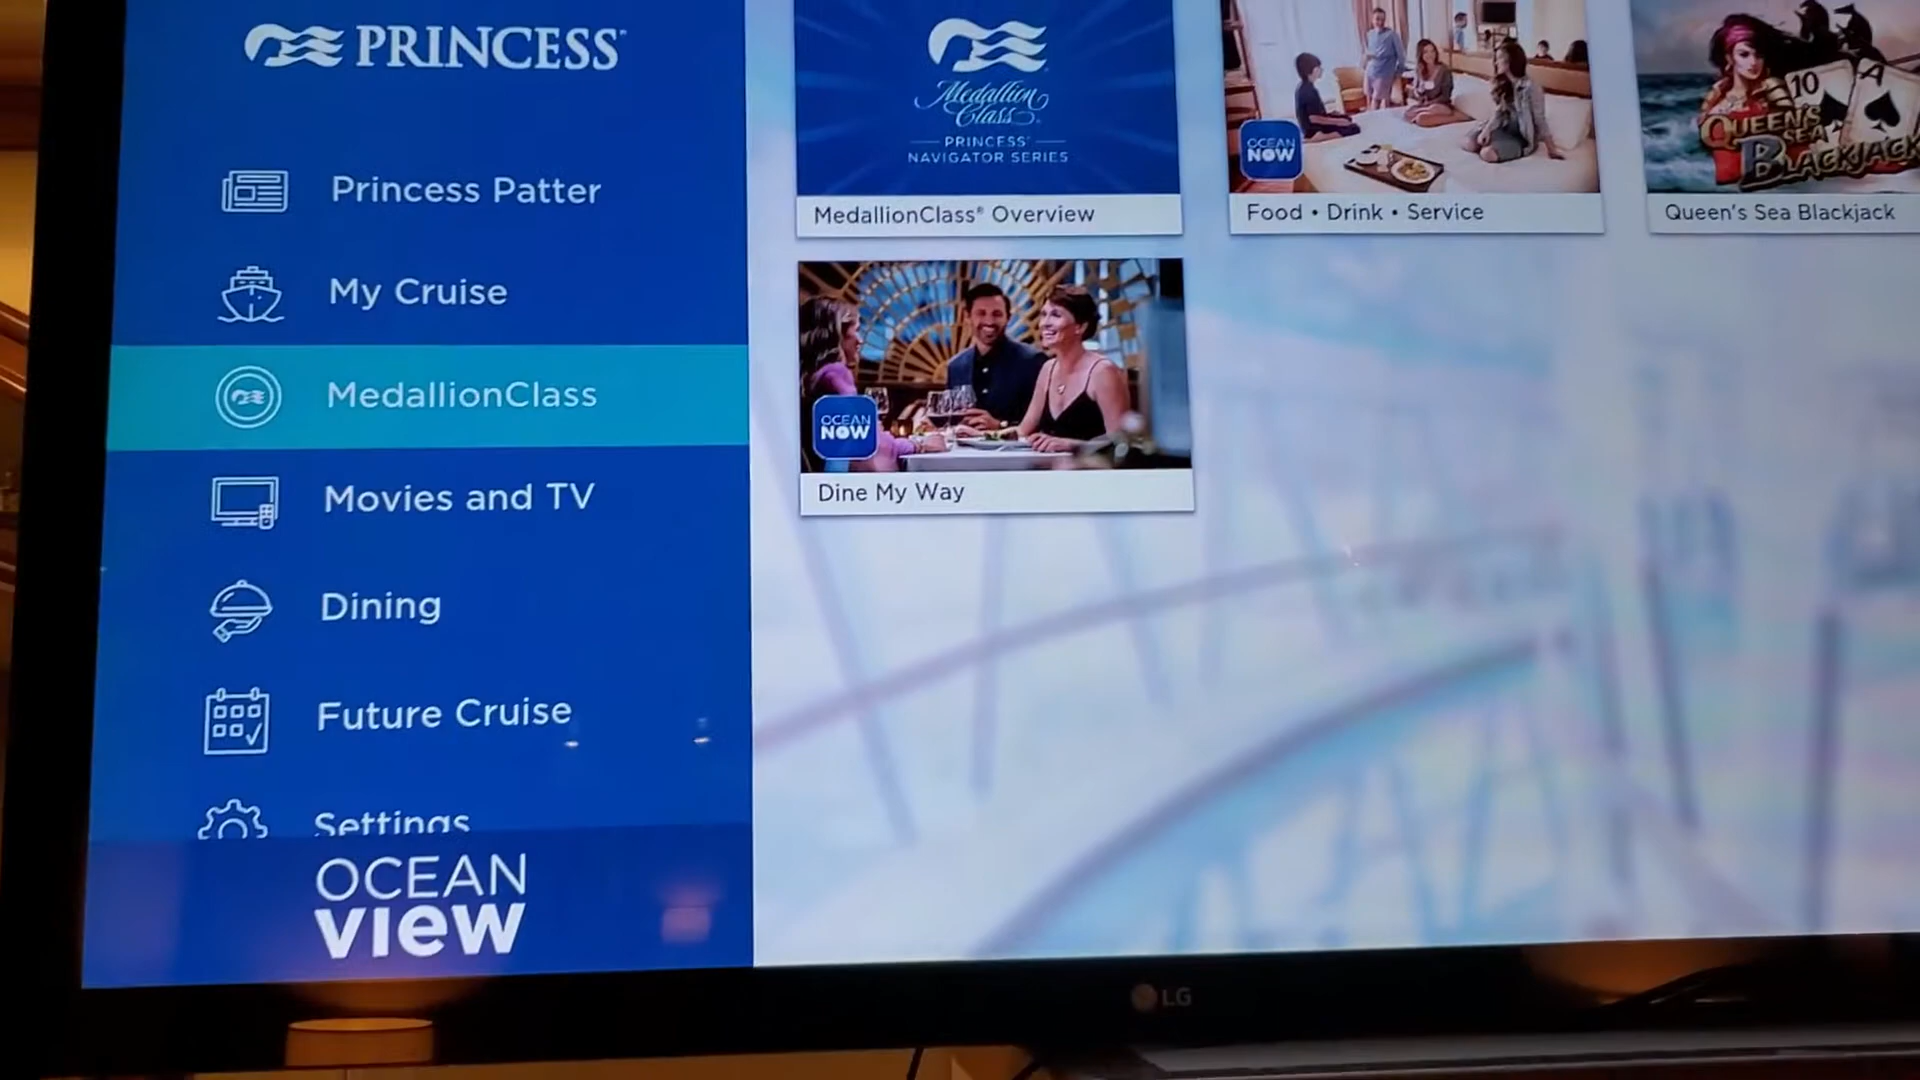 PRINCESS
Princess Patter
My Cruise
MedallionClass
Movies and TV
Dining
Future Cruise
Settings
OCEAN
view
Medallion
Class
PRINCESS®
NAVIGATOR SERIES
MedallionClass® Overview
OCEAN
NOW
Food • Drink • Service
10
A
QUEEN'S
SEA
BLACKJACK
Queen's Sea Blackjack
OCEAN
NOW
Dine My Way
LG